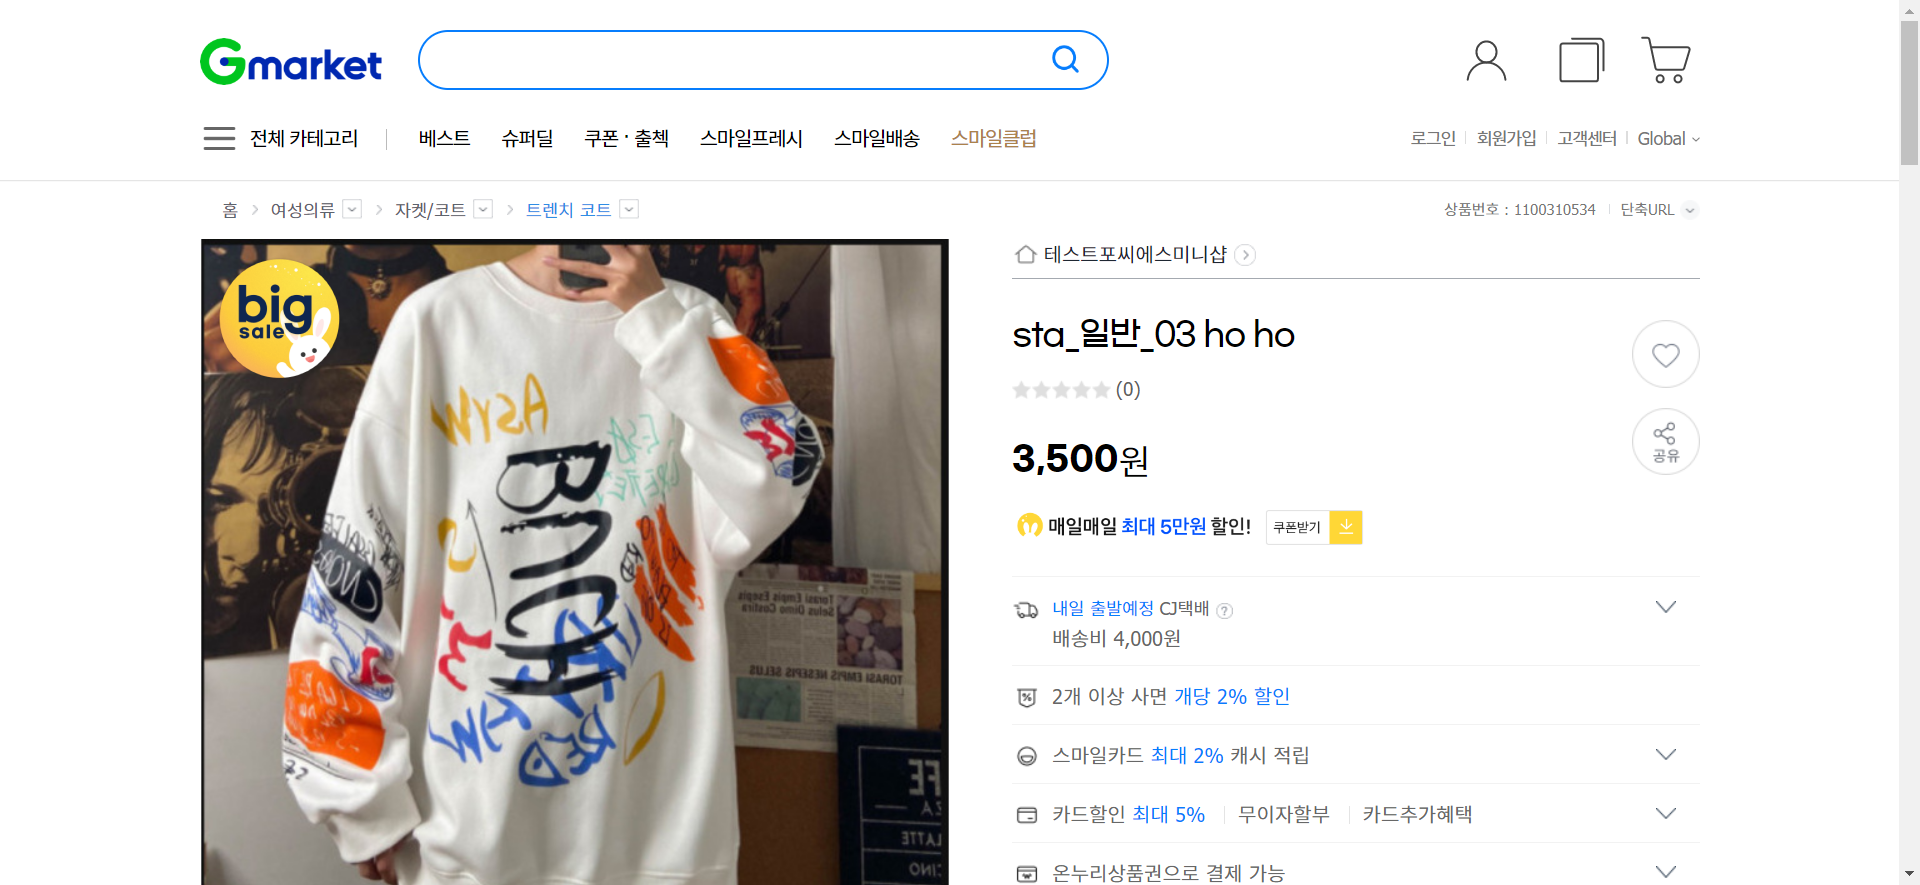 Gmarket
전체 카테고리
베스트 슈퍼딜 쿠폰 · 출첵 스마일프레시 스마일배송 스마일클럽
로그인 회원가입 고객센터 Global
홈 여성의류 자켓/코트 트렌치 코트
상품번호 : 1100310534 단축URL
big
sale
테스트포씨에스미니샵
sta_일반_03 ho ho
(0)
공유
3,500원
매일매일 최대 5만원 할인! 쿠폰받기
내일 출발예정 CJ택배 ?
배송비 4,000원
2개 이상 사면 개당 2% 할인
스마일카드 최대 2% 캐시 적립
카드할인 최대 5% 무이자할부 카드추가혜택
온누리상품권으로 결제 가능